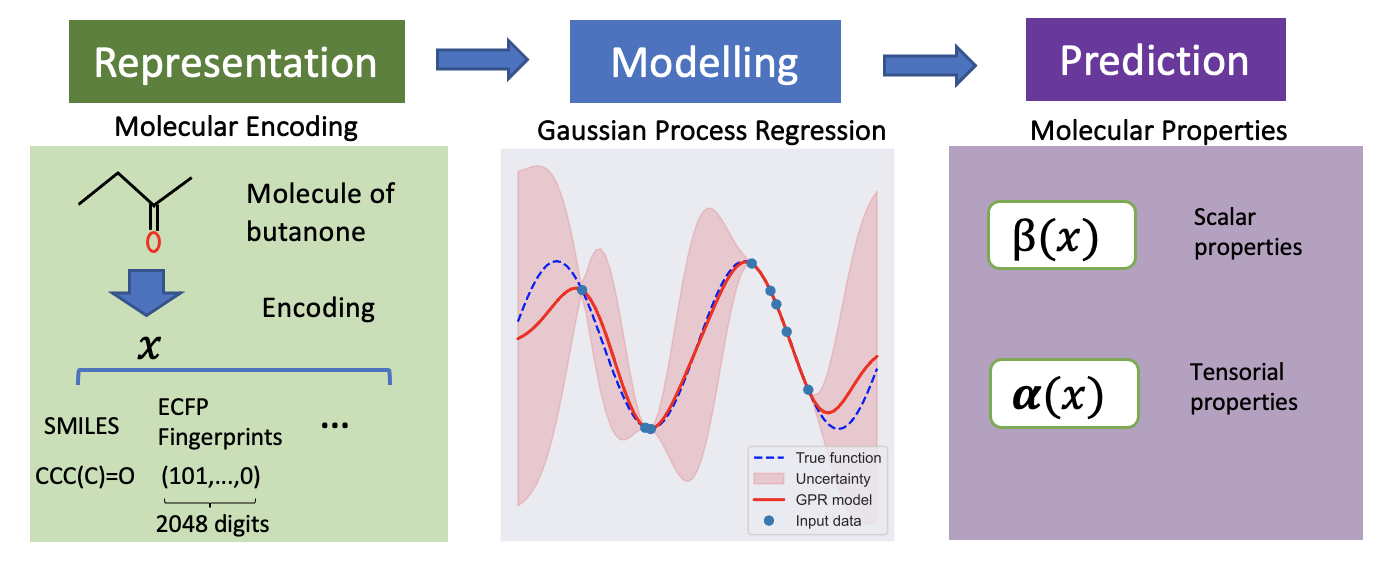 Representation
Modelling
Prediction
Molecular Encoding
Gaussian Process Regression
Molecular Properties
Molecule of
butanone
O
Encoding
x
SMILES
ECFP
Fingerprints
...
CCC(C)=O
(101,...,0)
2048 digits
True function
Uncertainty
GPR model
Input data
β(x)
Scalar
properties
α(x)
Tensorial
properties